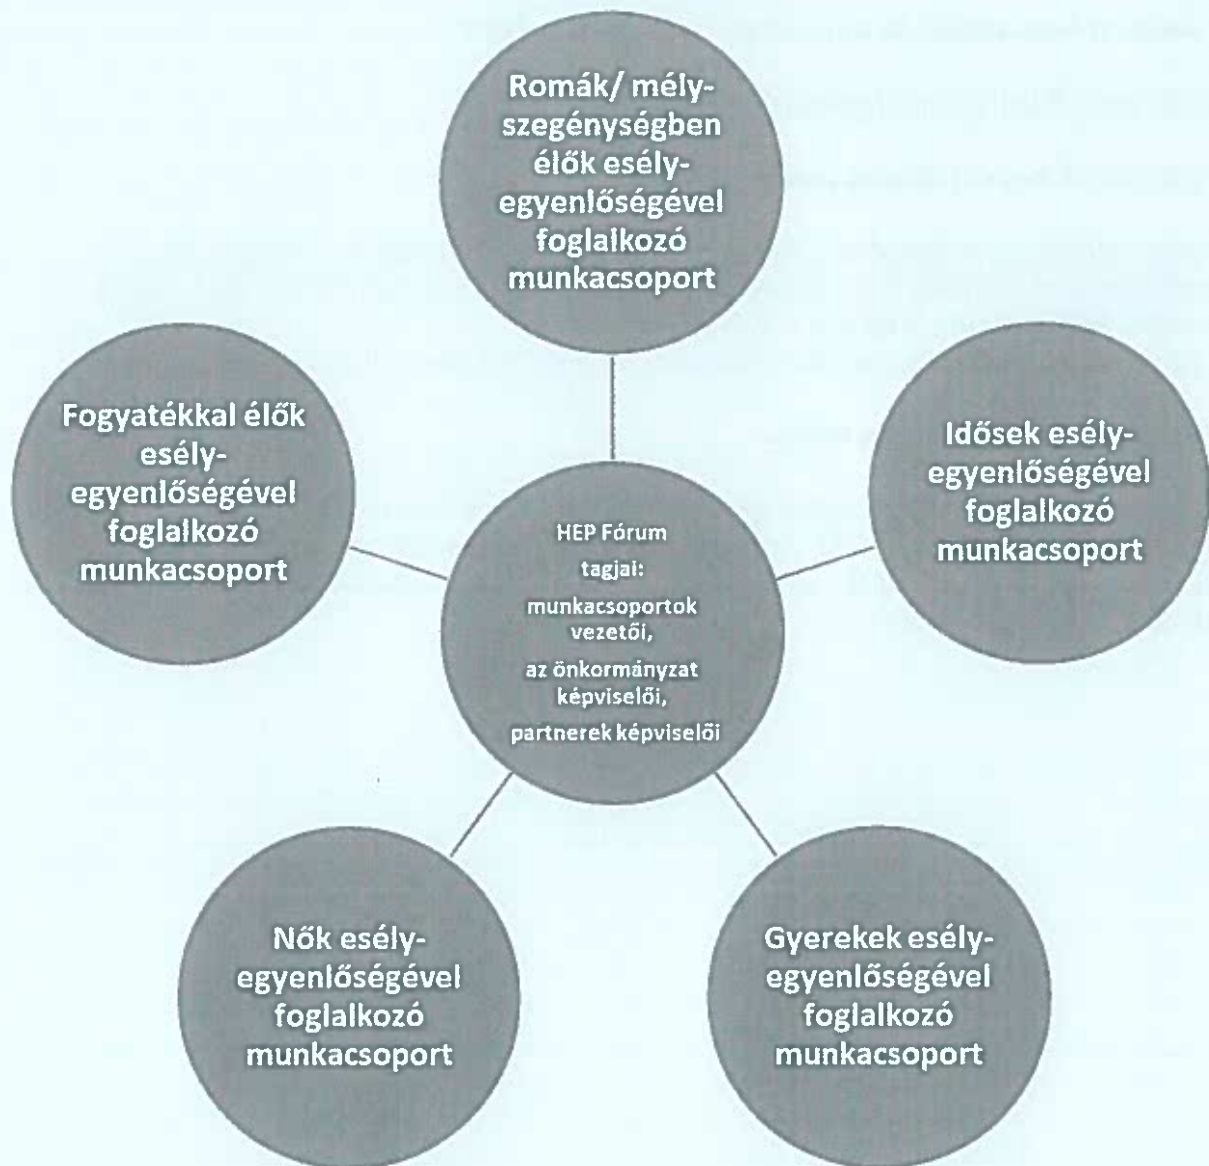 Romák/ mély-
szegénységben
élők esély-
egyenlőségével
foglalkozó
munkacsoport
Fogyatékkal élők
esély-
egyenlőségével
foglalkozó
munkacsoport
Idősek esély-
egyenlőségével
foglalkozó
munkacsoport
HEP Fórum
tagjai:
munkacsoportok
vezetői,
az önkormányzat
képviselői,
partnerek képviselői
Nők esély-
egyenlőségével
foglalkozó
munkacsoport
Gyerekek esély-
egyenlőségével
foglalkozó
munkacsoport